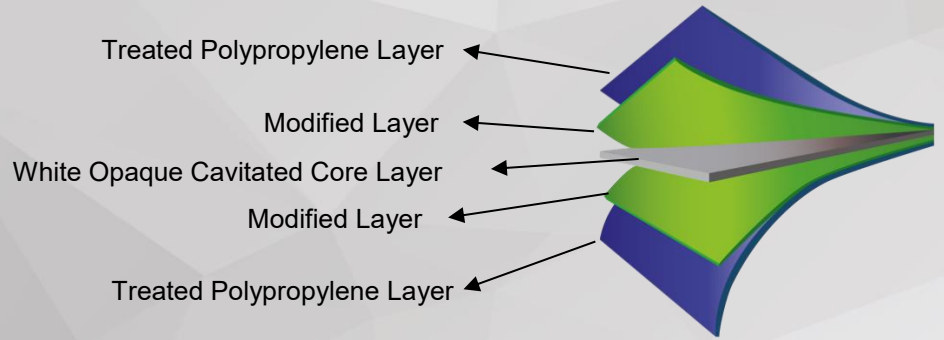 Treated Polypropylene Layer
Modified Layer
White Opaque Cavitated Core Layer
Modified Layer
Treated Polypropylene Layer